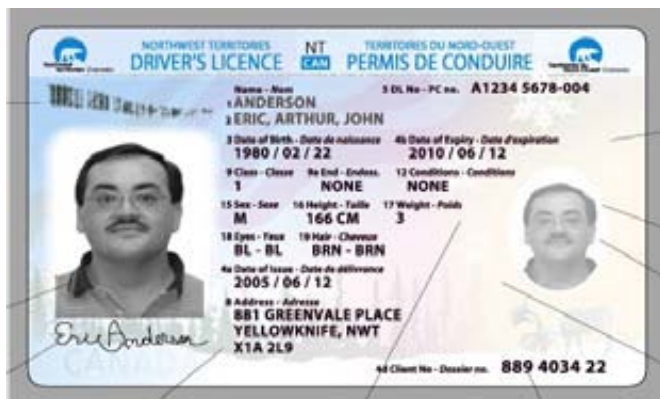 NORTHWEST TERRITORIES NT TERRITOIRES DU NORD-OUEST
DRIVER'S LICENCE CAN PERMIS DE CONDUIRE
Name - Nom 5 DL No - PC no. A1234 5678-004
1 ANDERSON
2 ERIC, ARTHUR, JOHN
3 Date of Birth - Date de naissance 4b Date of Expiry - Date d'expiration
1980 / 02 / 22 2010 / 06 / 12
9 Class - Classe 9a End - Endoss. 12 Conditions - Conditions
1 NONE NONE
15 Sex - Sexe 16 Height - Taille 17 Weight - Poids
M 166 CM 3
18 Eyes - Yeux 19 Hair - Cheveux
BL - BL BRN - BRN
4a Date of Issue - Date de délivrance
2005 / 06 / 12
8 Address - Adresse
881 GREENVALE PLACE
YELLOWKNIFE, NWT
X1A 2L9
Eric Anderson
CANADA
4d Client No - Dossier no. 889 4034 22